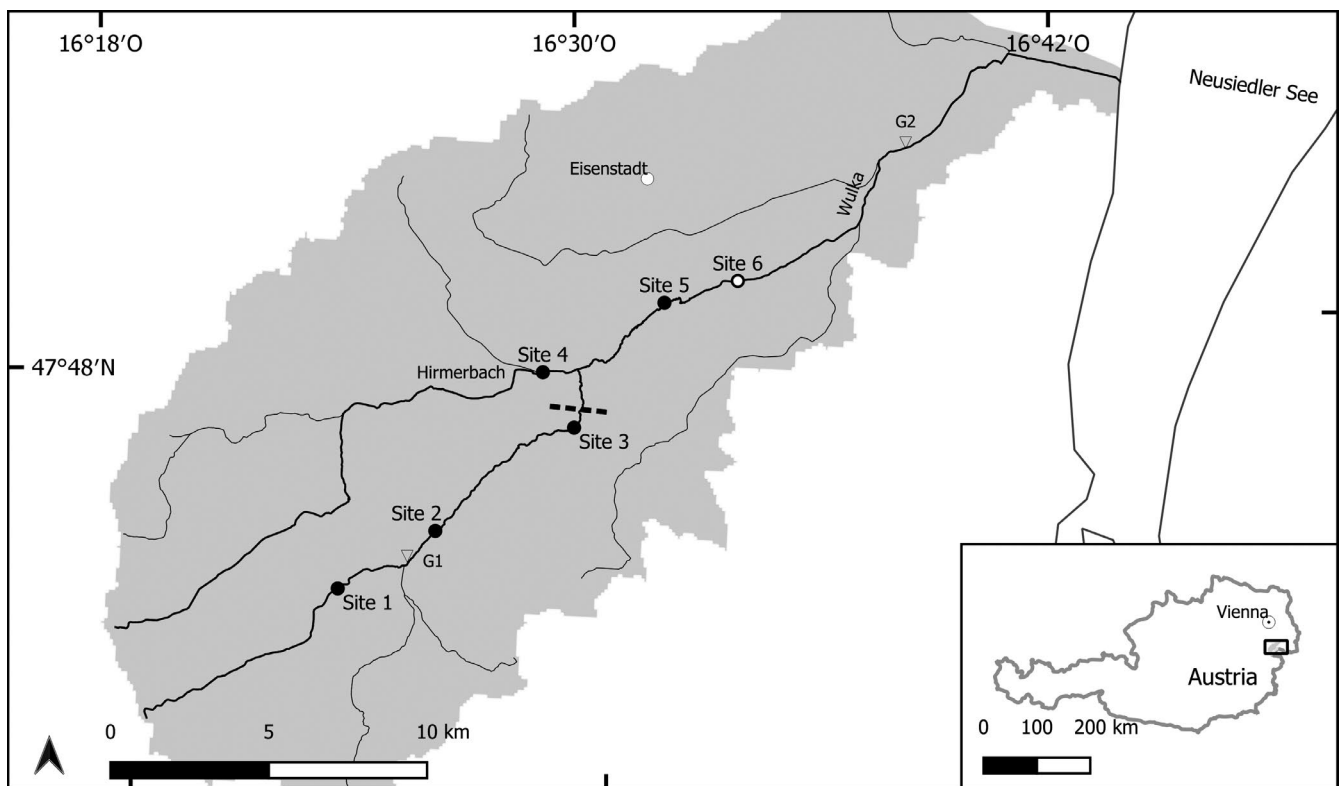 16°18'O
16°30'O
16°42'O
Neusiedler See
G2
Eisenstadt
Wulka
Site 6
Site 5
Site 4
47°48'N
Hirmerbach
Site 3
Site 2
G1
Site 1
Vienna
Austria
0 5 10 km
0 100 200 km